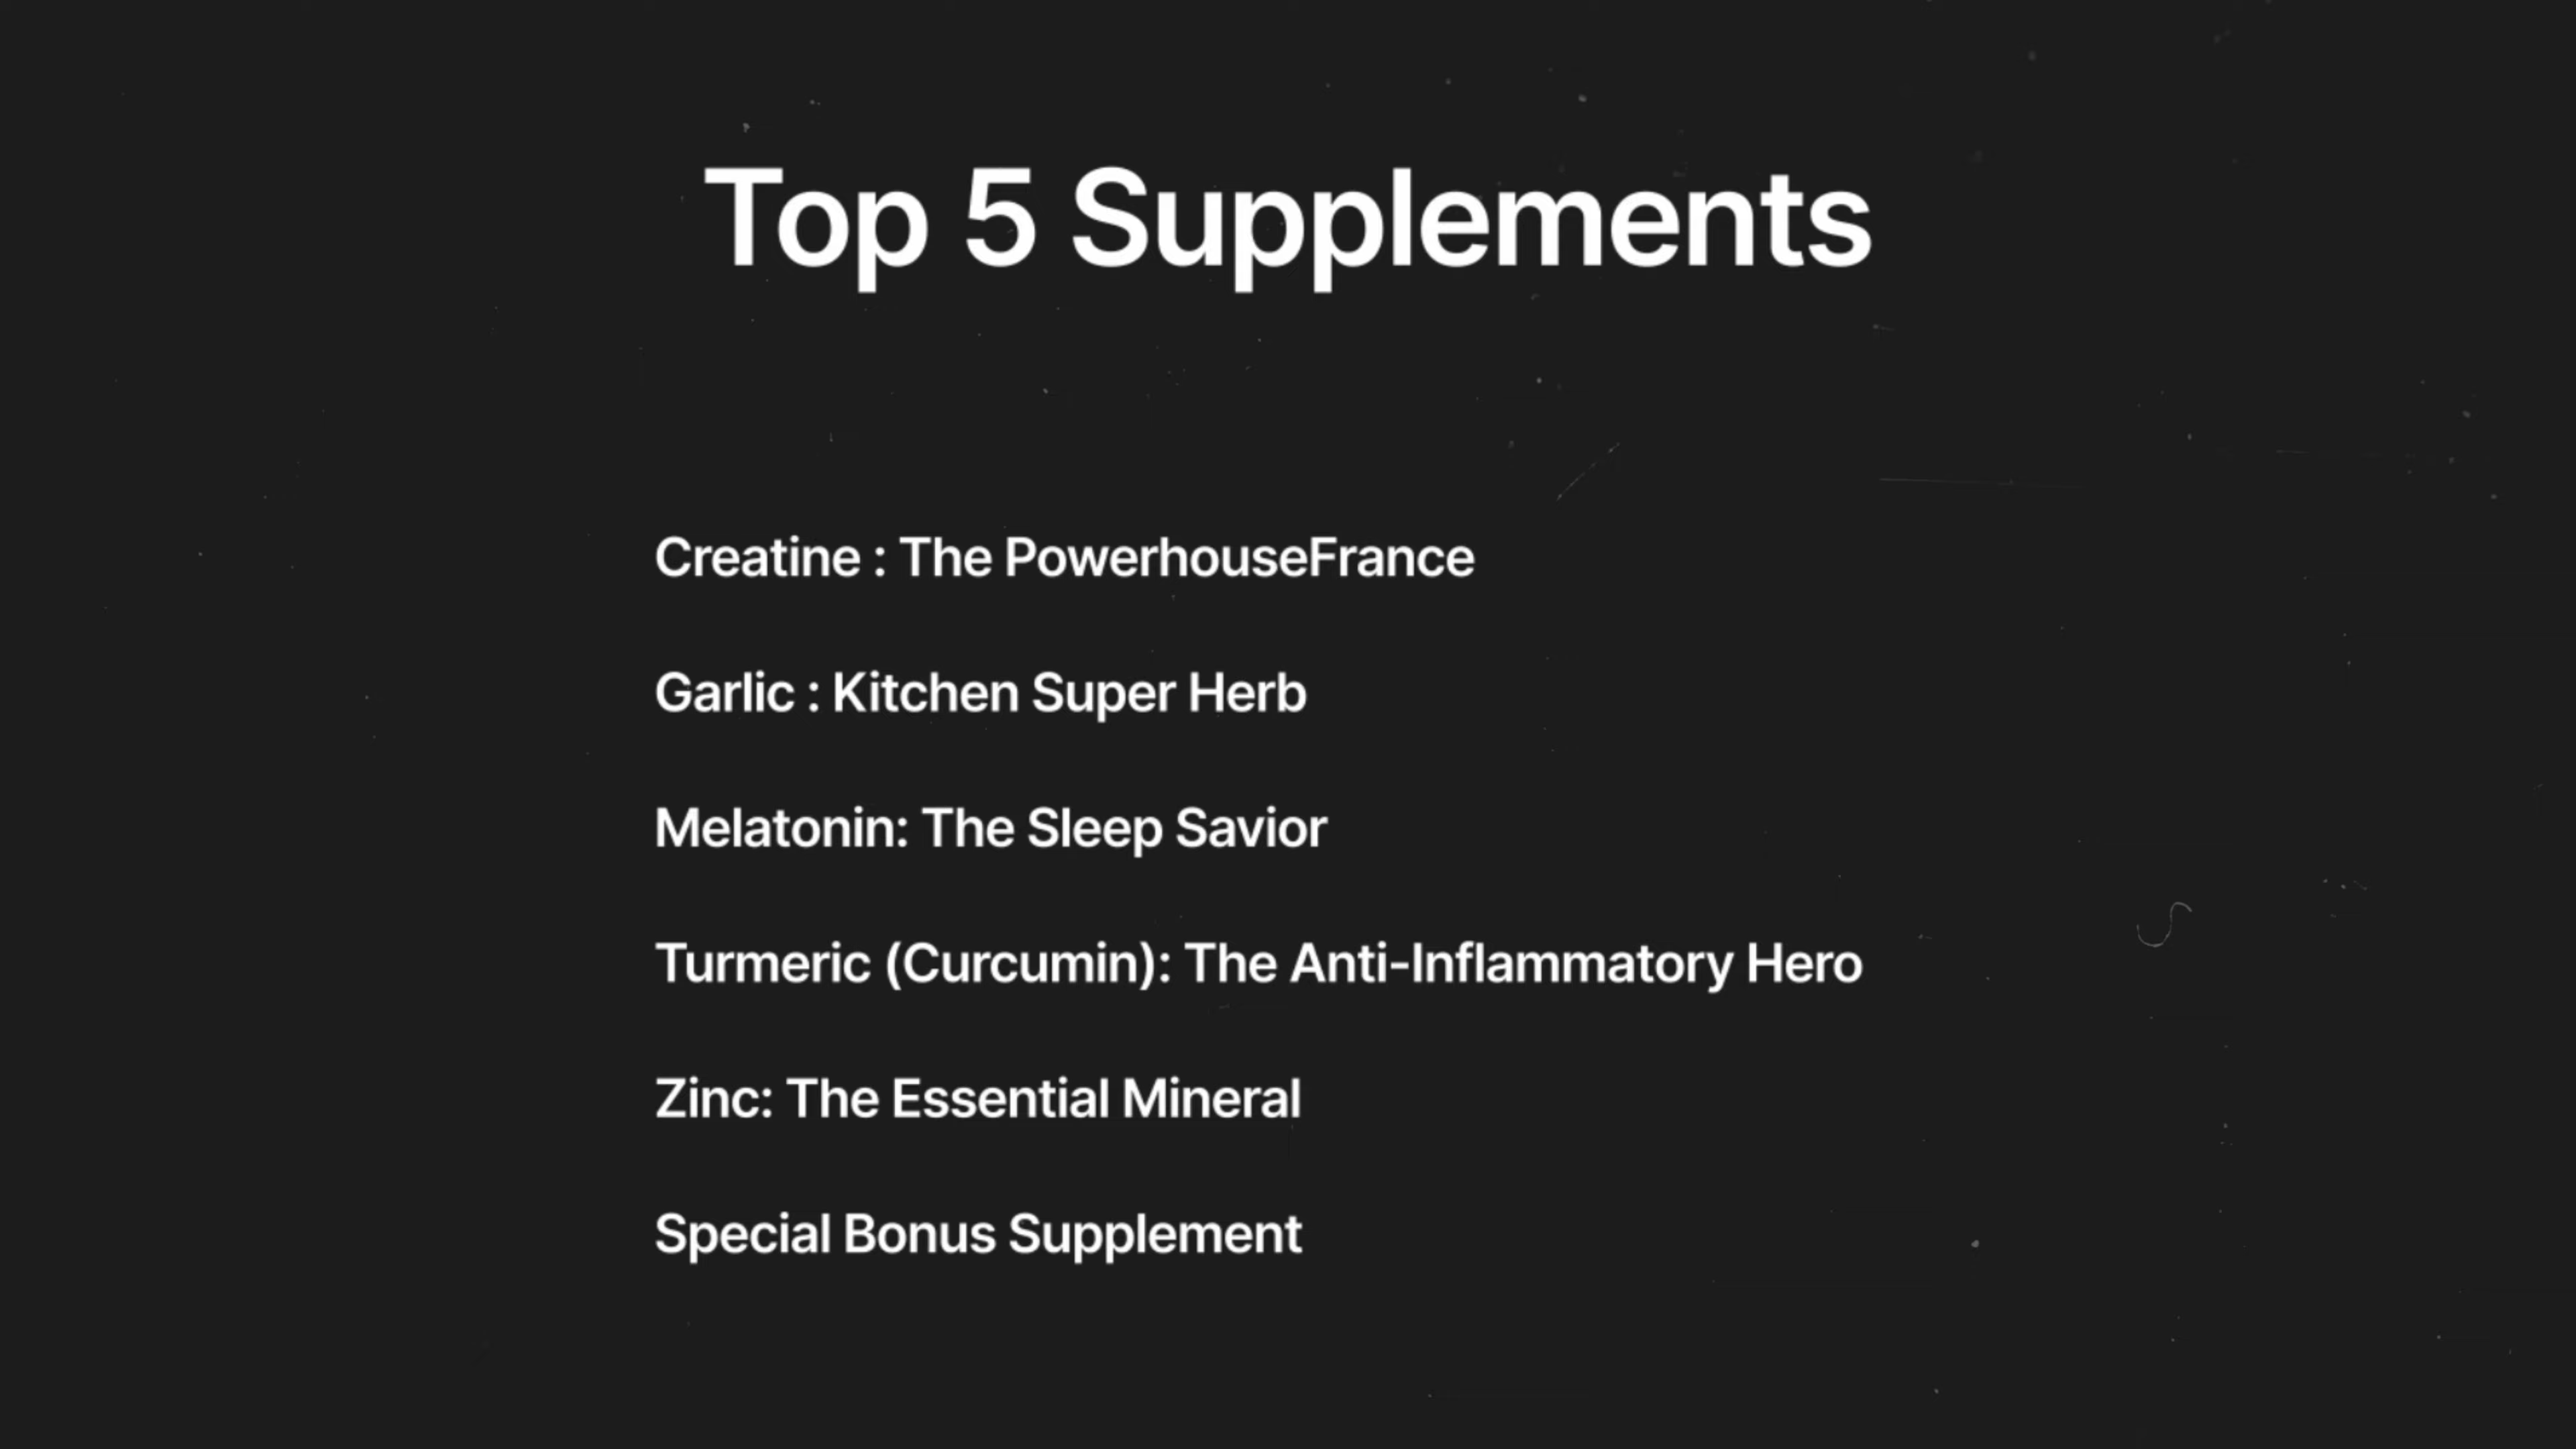 Top 5 Supplements
Creatine : The PowerhouseFrance
Garlic : Kitchen Super Herb
Melatonin: The Sleep Savior
Turmeric (Curcumin): The Anti-Inflammatory Hero
Zinc: The Essential Mineral
Special Bonus Supplement